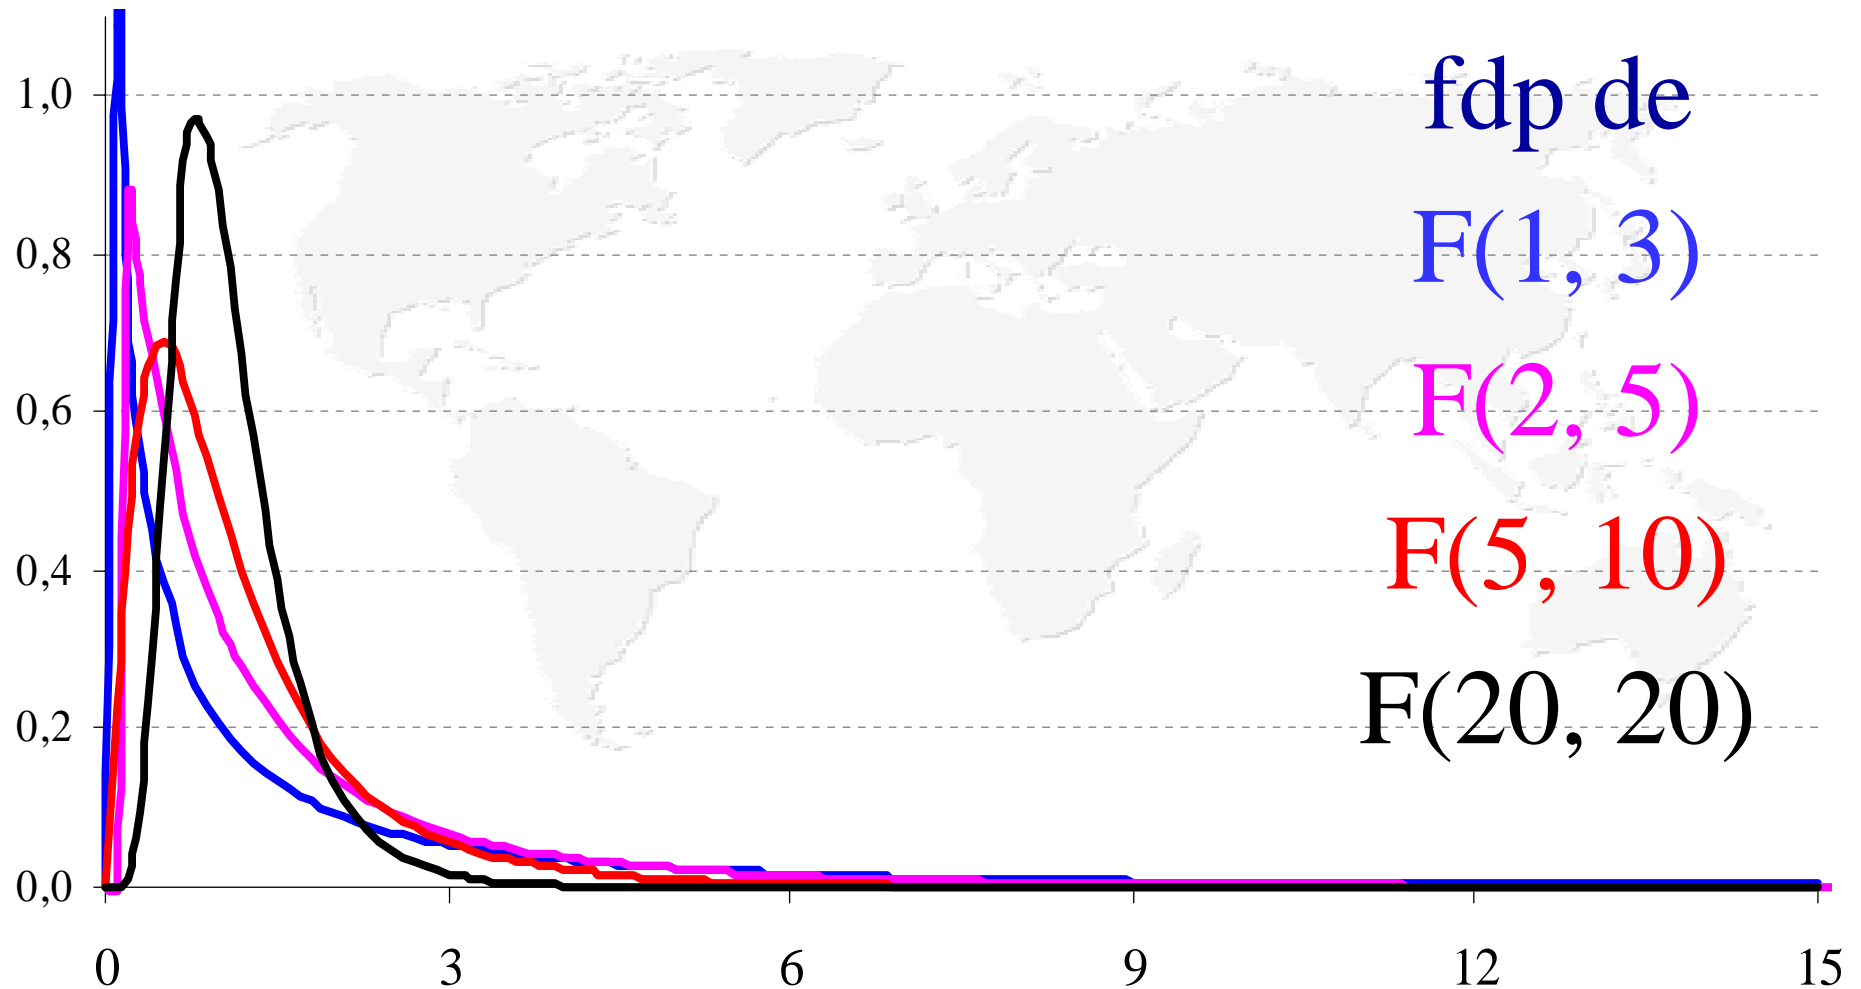 1,0
0,8
0,6
0,4
0,2
0,0
0 3 6 9 12 15
fdp de
F(1, 3)
F(2, 5)
F(5, 10)
F(20, 20)